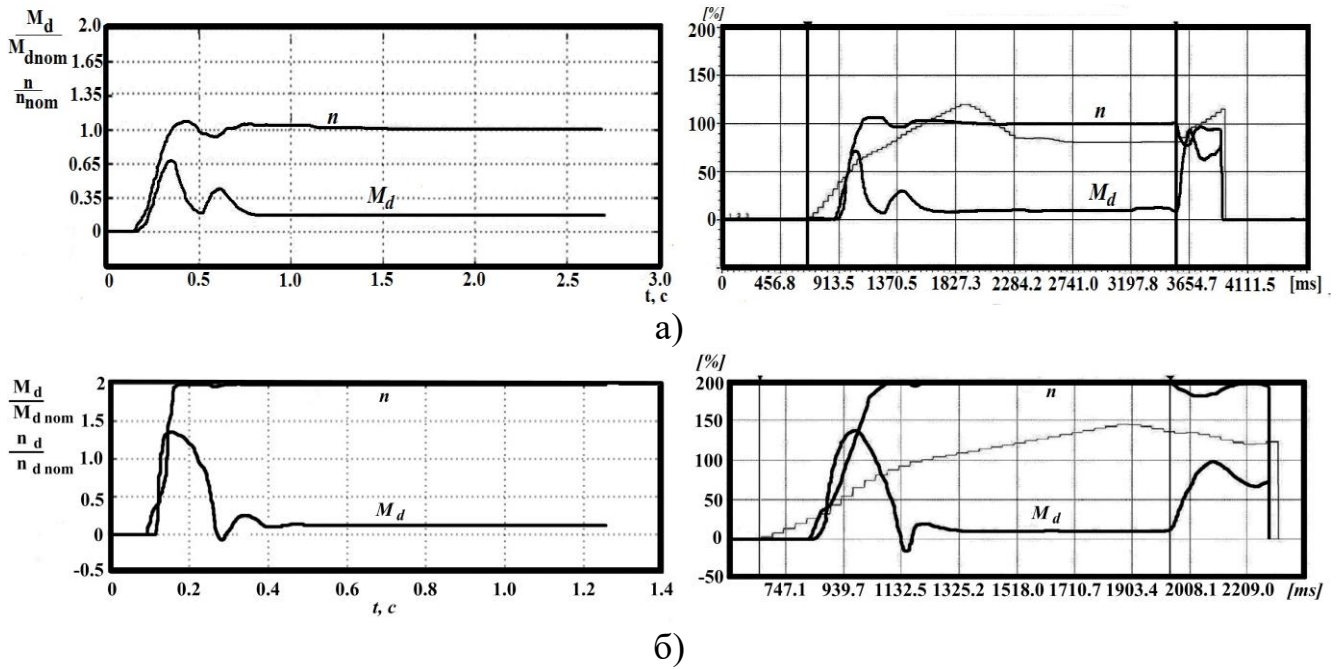 M_d
M_dnom
n
n_nom
2.0
1.65
1.35
1.0
0.65
0.35
0
n
M_d
0 0.5 1.0 1.5 2.0 2.5 3.0
t, c
[%]
200
150
100
50
0
n
M_d
0 456.8 913.5 1370.5 1827.3 2284.2 2741.0 3197.8 3654.7 4111.5 [ms]
а)
M_d
M_d nom
n_d
n_d nom
2
1.5
1.0
0.5
0
-0.5
n
M_d
0 0.2 0.4 0.6 0.8 1.0 1.2 1.4
t, c
[%]
200
150
100
50
0
-50
n
M_d
747.1 939.7 1132.5 1325.2 1518.0 1710.7 1903.4 2008.1 2209.0 [ms]
б)